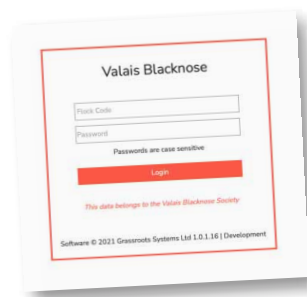 Valais Blacknose
Flock Code
Password
Passwords are case sensitive
Login
This data belongs to the Valais Blacknose Society
Software © 2021 Grassroots Systems Ltd 1.0.1.16 | Development